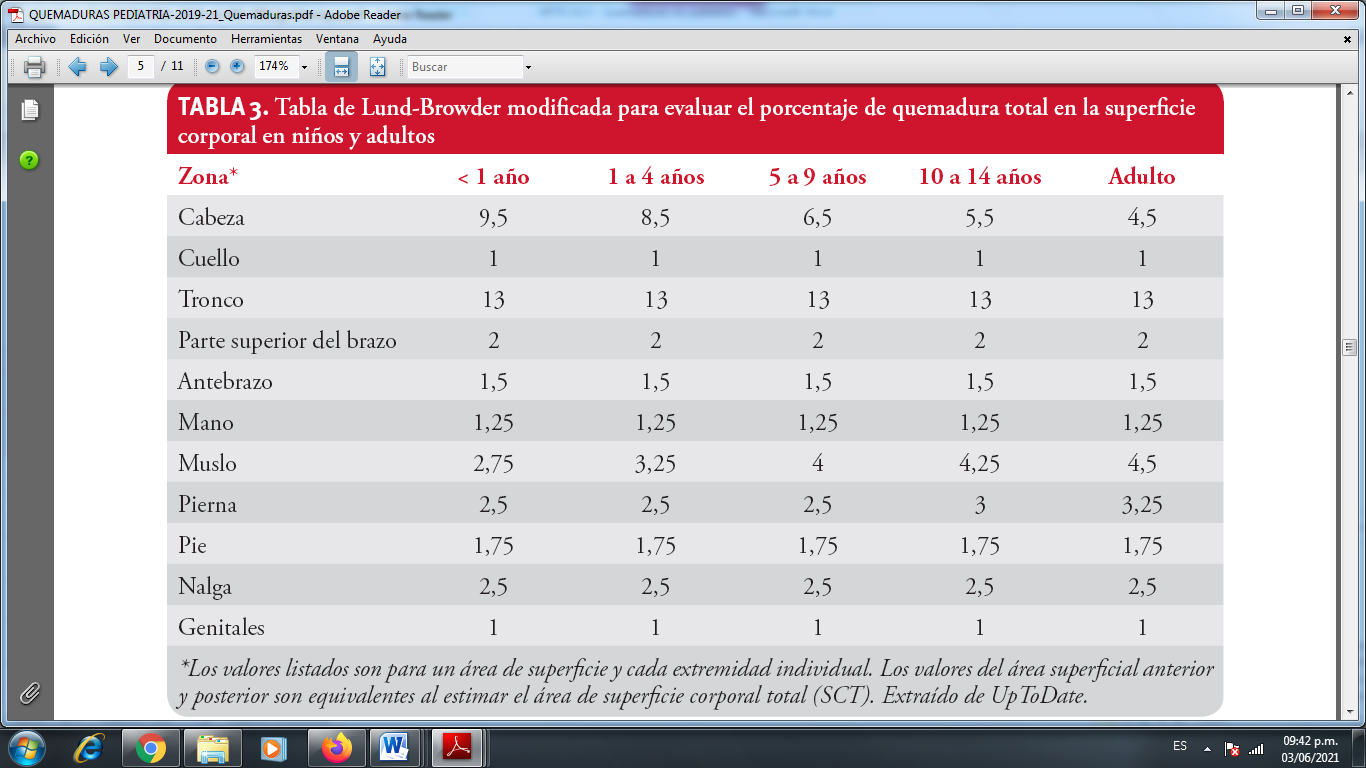 QUEMADURAS PEDIATRIA-2019-21_Quemaduras.pdf - Adobe Reader
Archivo Edición Ver Documento Herramientas Ventana Ayuda
5 / 11 174% Buscar
TABLA 3. Tabla de Lund-Browder modificada para evaluar el porcentaje de quemadura total en la superficie
corporal en niños y adultos
Zona* < 1 año 1 a 4 años 5 a 9 años 10 a 14 años Adulto
Cabeza 9,5 8,5 6,5 5,5 4,5
Cuello 1 1 1 1 1
Tronco 13 13 13 13 13
Parte superior del brazo 2 2 2 2 2
Antebrazo 1,5 1,5 1,5 1,5 1,5
Mano 1,25 1,25 1,25 1,25 1,25
Muslo 2,75 3,25 4 4,25 4,5
Pierna 2,5 2,5 2,5 3 3,25
Pie 1,75 1,75 1,75 1,75 1,75
Nalga 2,5 2,5 2,5 2,5 2,5
Genitales 1 1 1 1 1
*Los valores listados son para un área de superficie y cada extremidad individual. Los valores del área superficial anterior
y posterior son equivalentes al estimar el área de superficie corporal total (SCT). Extraído de UpToDate.
ES 09:42 p.m.
03/06/2021